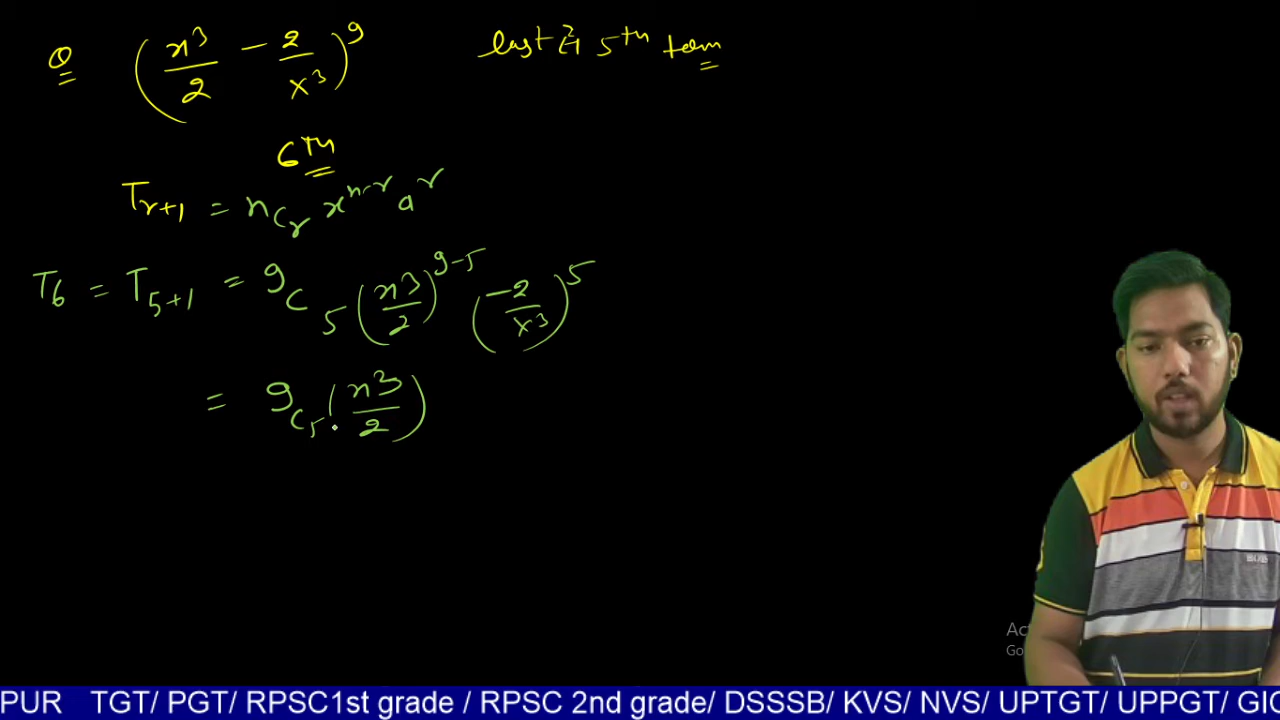 Q (x³/2 − 2/x³)⁹ last से 5th term
6th
Tr+1 = nCr xⁿ⁻ʳ aʳ
T6 = T5+1 = 9C5 (x³/2)⁹⁻⁵ (−2/x³)⁵
= 9C5 (x³/2)
Ac
Go
PUR TGT/ PGT/ RPSC1st grade / RPSC 2nd grade/ DSSSB/ KVS/ NVS/ UPTGT/ UPPGT/ GIC